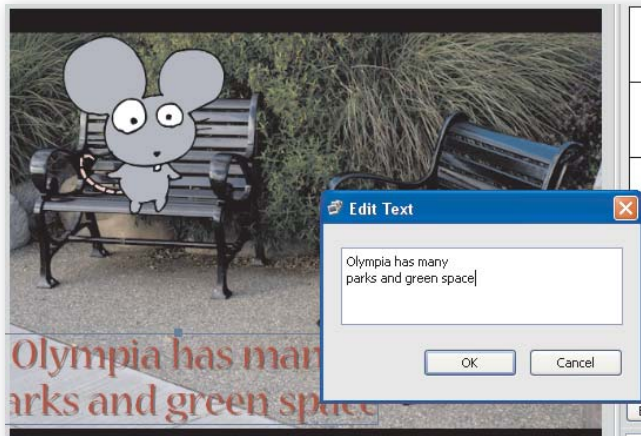 Edit Text
Olympia has many
parks and green space
OK
Cancel
Olympia has man
arks and green space